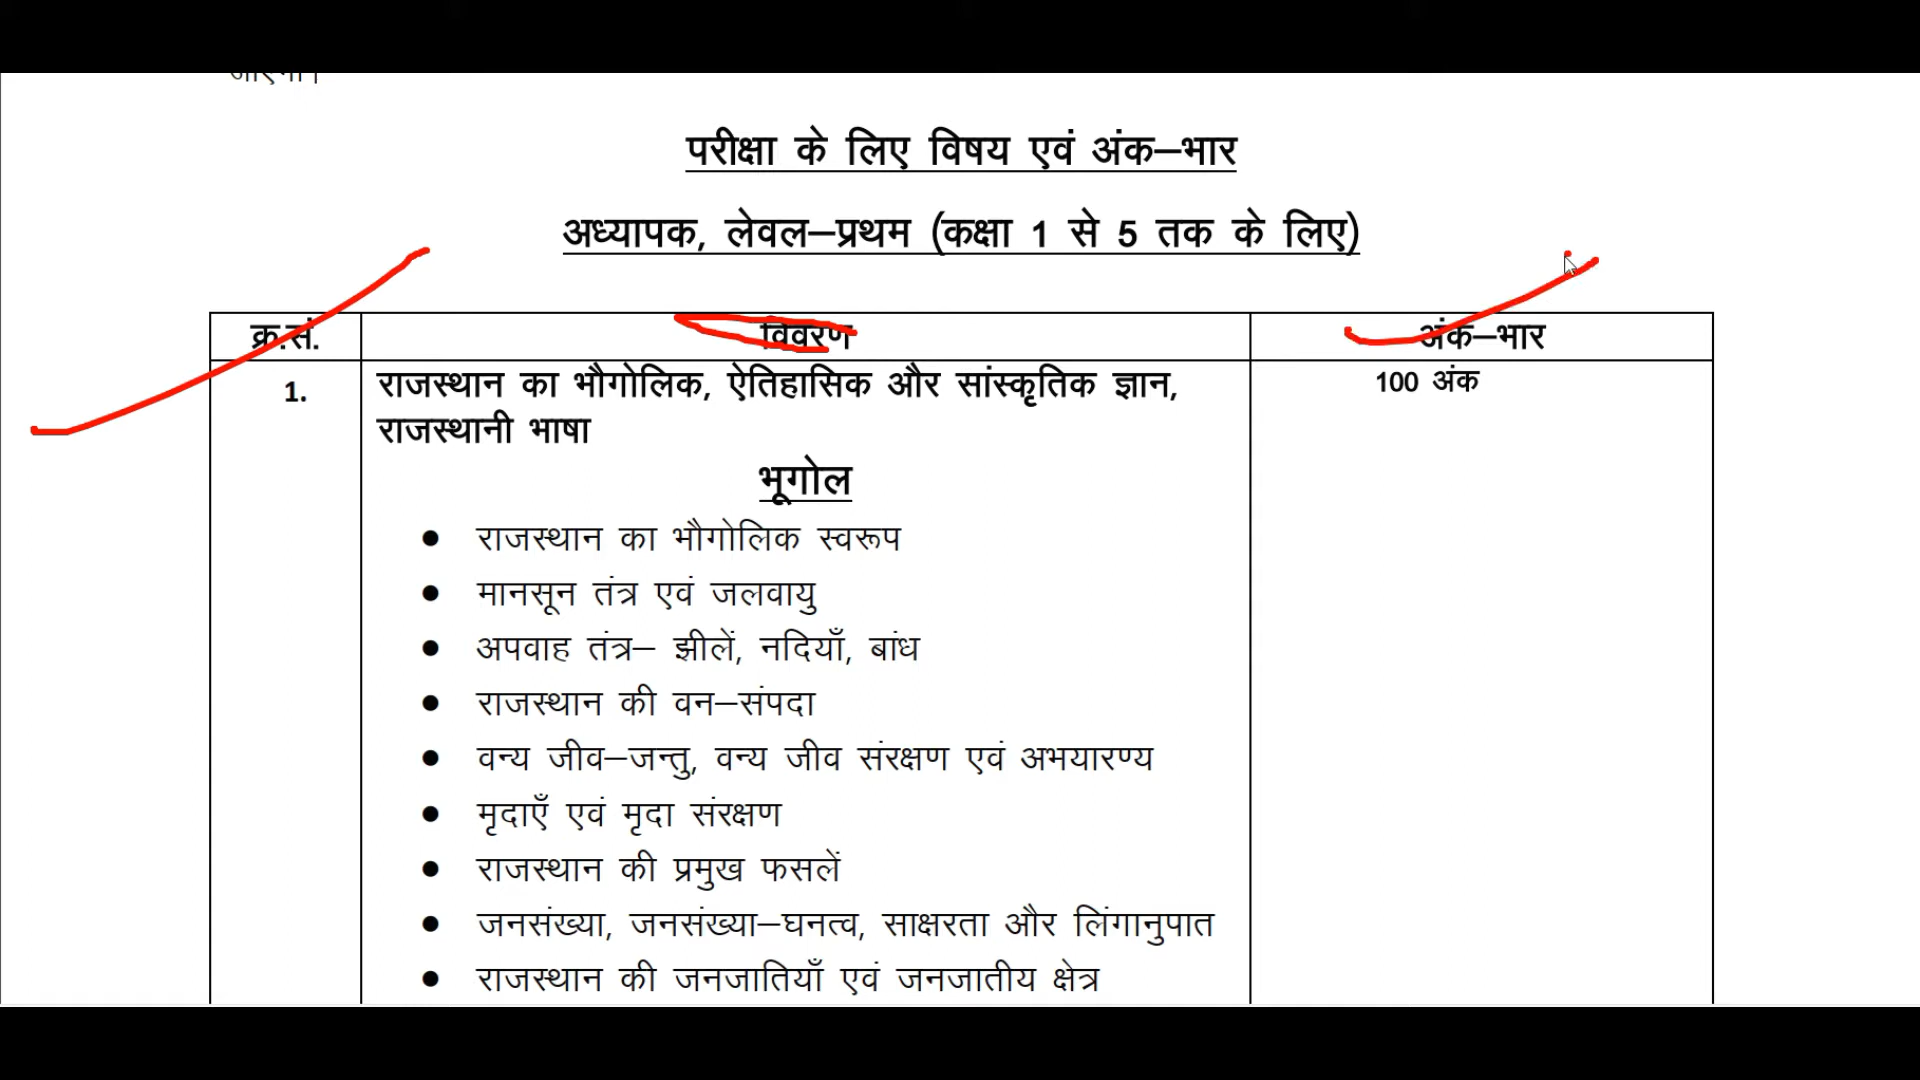 परीक्षा के लिए विषय एवं अंक–भार
अध्यापक, लेवल–प्रथम (कक्षा 1 से 5 तक के लिए)
क्र.सं. विवरण अंक–भार
1. राजस्थान का भौगोलिक, ऐतिहासिक और सांस्कृतिक ज्ञान, 100 अंक
राजस्थानी भाषा
भूगोल
● राजस्थान का भौगोलिक स्वरूप
● मानसून तंत्र एवं जलवायु
● अपवाह तंत्र– झीलें, नदियाँ, बांध
● राजस्थान की वन–संपदा
● वन्य जीव–जन्तु, वन्य जीव संरक्षण एवं अभयारण्य
● मृदाएँ एवं मृदा संरक्षण
● राजस्थान की प्रमुख फसलें
● जनसंख्या, जनसंख्या–घनत्व, साक्षरता और लिंगानुपात
● राजस्थान की जनजातियाँ एवं जनजातीय क्षेत्र